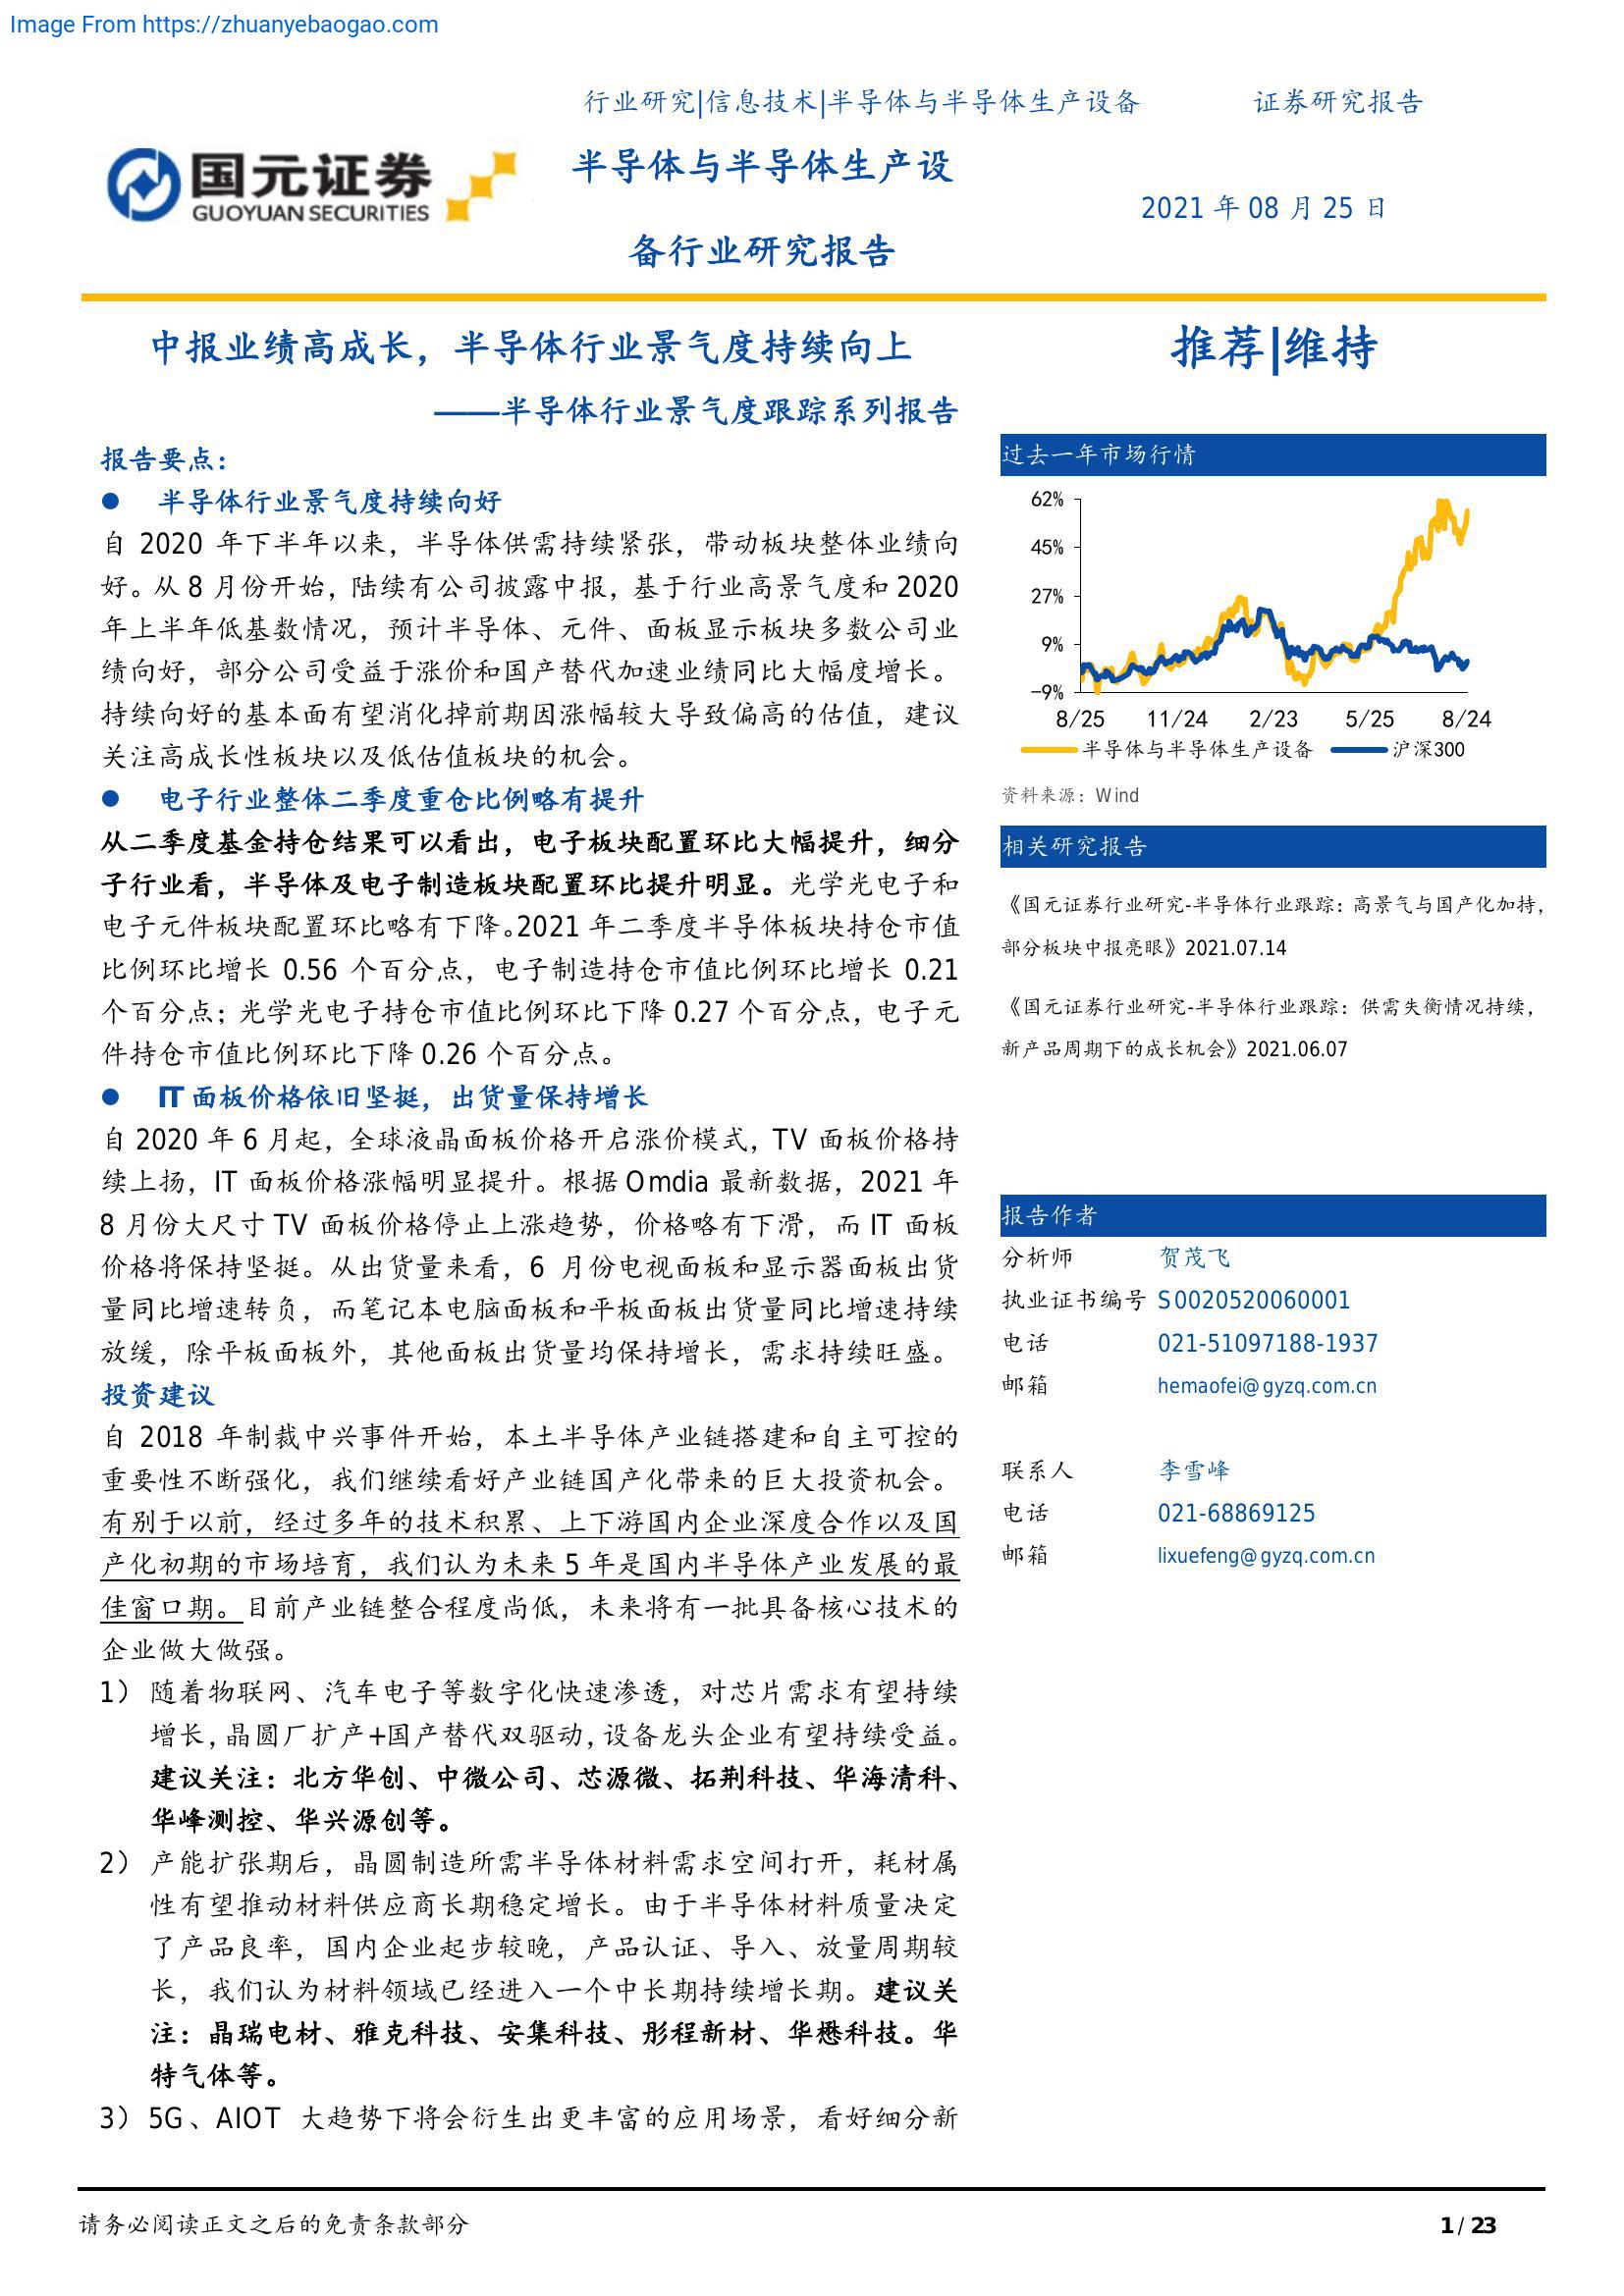 Image From https://zhuanyebaogao.com
行业研究|信息技术|半导体与半导体生产设备
证券研究报告
国元证券
GUOYUAN SECURITIES
半导体与半导体生产设
备行业研究报告
2021 年 08 月 25 日
中报业绩高成长，半导体行业景气度持续向上
——半导体行业景气度跟踪系列报告
报告要点：
● 半导体行业景气度持续向好
自 2020 年下半年以来，半导体供需持续紧张，带动板块整体业绩向
好。从 8 月份开始，陆续有公司披露中报，基于行业高景气度和 2020
年上半年低基数情况，预计半导体、元件、面板显示板块多数公司业
绩向好，部分公司受益于涨价和国产替代加速业绩同比大幅度增长。
持续向好的基本面有望消化掉前期因涨幅较大导致偏高的估值，建议
关注高成长性板块以及低估值板块的机会。
● 电子行业整体二季度重仓比例略有提升
从二季度基金持仓结果可以看出，电子板块配置环比大幅提升，细分
子行业看，半导体及电子制造板块配置环比提升明显。光学光电子和
电子元件板块配置环比略有下降。2021 年二季度半导体板块持仓市值
比例环比增长 0.56 个百分点，电子制造持仓市值比例环比增长 0.21
个百分点；光学光电子持仓市值比例环比下降 0.27 个百分点，电子元
件持仓市值比例环比下降 0.26 个百分点。
● IT 面板价格依旧坚挺，出货量保持增长
自 2020 年 6 月起，全球液晶面板价格开启涨价模式，TV 面板价格持
续上扬，IT 面板价格涨幅明显提升。根据 Omdia 最新数据，2021 年
8 月份大尺寸 TV 面板价格停止上涨趋势，价格略有下滑，而 IT 面板
价格将保持坚挺。从出货量来看，6 月份电视面板和显示器面板出货
量同比增速转负，而笔记本电脑面板和平板面板出货量同比增速持续
放缓，除平板面板外，其他面板出货量均保持增长，需求持续旺盛。
投资建议
自 2018 年制裁中兴事件开始，本土半导体产业链搭建和自主可控的
重要性不断强化，我们继续看好产业链国产化带来的巨大投资机会。
有别于以前，经过多年的技术积累、上下游国内企业深度合作以及国
产化初期的市场培育，我们认为未来 5 年是国内半导体产业发展的最
佳窗口期。目前产业链整合程度尚低，未来将有一批具备核心技术的
企业做大做强。
1） 随着物联网、汽车电子等数字化快速渗透，对芯片需求有望持续
增长，晶圆厂扩产+国产替代双驱动，设备龙头企业有望持续受益。
建议关注：北方华创、中微公司、芯源微、拓荆科技、华海清科、
华峰测控、华兴源创等。
2） 产能扩张期后，晶圆制造所需半导体材料需求空间打开，耗材属
性有望推动材料供应商长期稳定增长。由于半导体材料质量决定
了产品良率，国内企业起步较晚，产品认证、导入、放量周期较
长，我们认为材料领域已经进入一个中长期持续增长期。建议关
注：晶瑞电材、雅克科技、安集科技、彤程新材、华懋科技。华
特气体等。
3） 5G、AIOT 大趋势下将会衍生出更丰富的应用场景，看好细分新
推荐|维持
过去一年市场行情
62%
45%
27%
9%
-9%
8/25 11/24 2/23 5/25 8/24
半导体与半导体生产设备 沪深300
资料来源：Wind
相关研究报告
《国元证券行业研究-半导体行业跟踪：高景气与国产化加持，
部分板块中报亮眼》2021.07.14
《国元证券行业研究-半导体行业跟踪：供需失衡情况持续，
新产品周期下的成长机会》2021.06.07
报告作者
分析师 贺茂飞
执业证书编号 S0020520060001
电话 021-51097188-1937
邮箱 hemaofei@gyzq.com.cn
联系人 李雪峰
电话 021-68869125
邮箱 lixuefeng@gyzq.com.cn
请务必阅读正文之后的免责条款部分
1 / 23